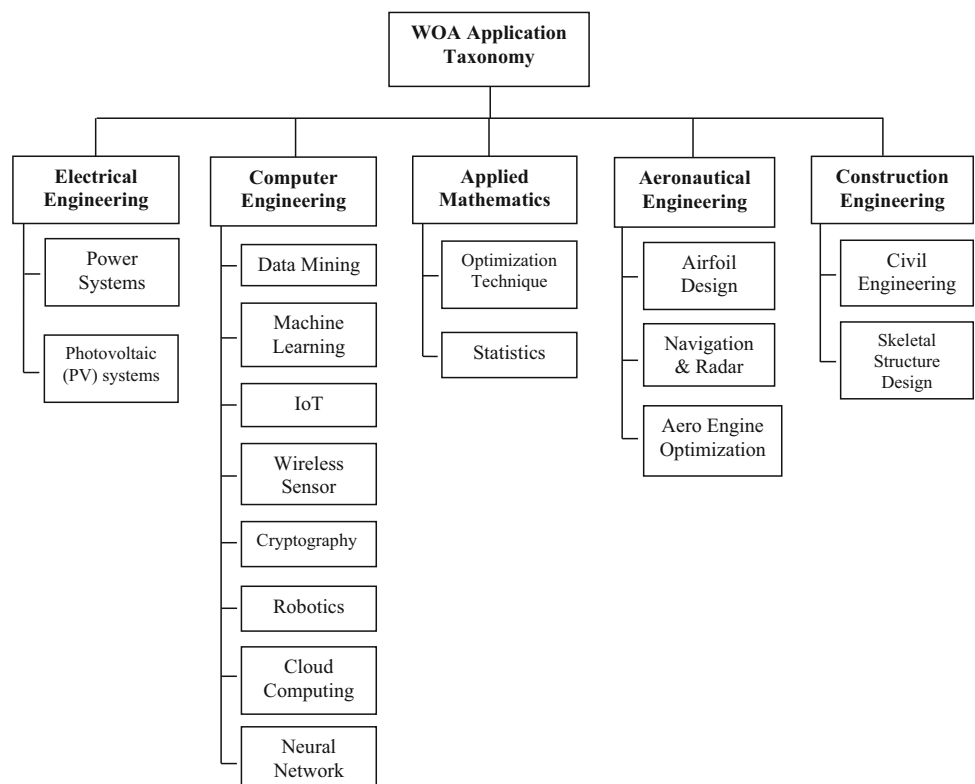 WOA Application
Taxonomy
Electrical
Engineering
Power
Systems
Photovoltaic
(PV) systems
Computer
Engineering
Data Mining
Machine
Learning
IoT
Wireless
Sensor
Cryptography
Robotics
Cloud
Computing
Neural
Network
Applied
Mathematics
Optimization
Technique
Statistics
Aeronautical
Engineering
Airfoil
Design
Navigation
& Radar
Aero Engine
Optimization
Construction
Engineering
Civil
Engineering
Skeletal
Structure
Design